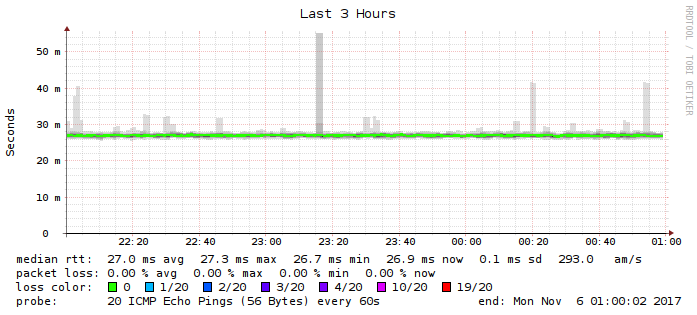 Last 3 Hours
RRDTOOL / TOBI OETIKER
Seconds
50 m
40 m
30 m
20 m
10 m
0
22:20 22:40 23:00 23:20 23:40 00:00 00:20 00:40 01:00
median rtt: 27.0 ms avg 27.3 ms max 26.7 ms min 26.9 ms now 0.1 ms sd 293.0 am/s
packet loss: 0.00 % avg 0.00 % max 0.00 % min 0.00 % now
loss color: 0 1/20 2/20 3/20 4/20 10/20 19/20
probe: 20 ICMP Echo Pings (56 Bytes) every 60s end: Mon Nov 6 01:00:02 2017